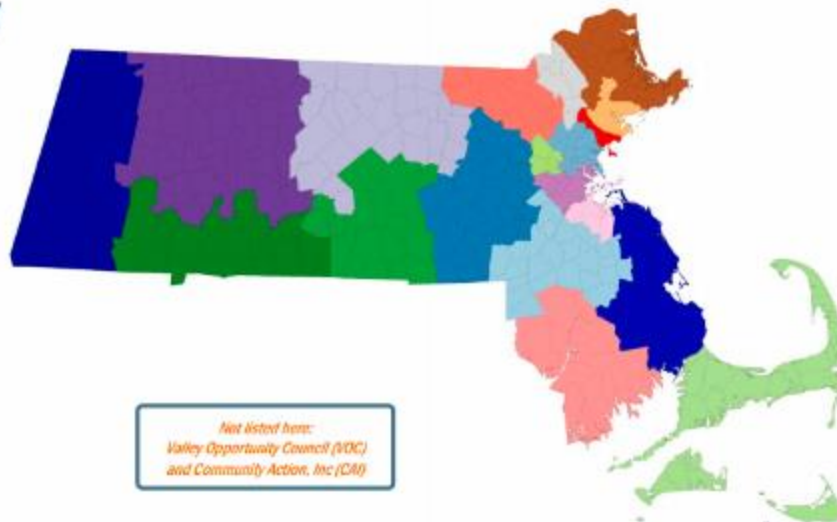 Not listed here:
Valley Opportunity Council (VOC)
and Community Action, Inc (CAI)